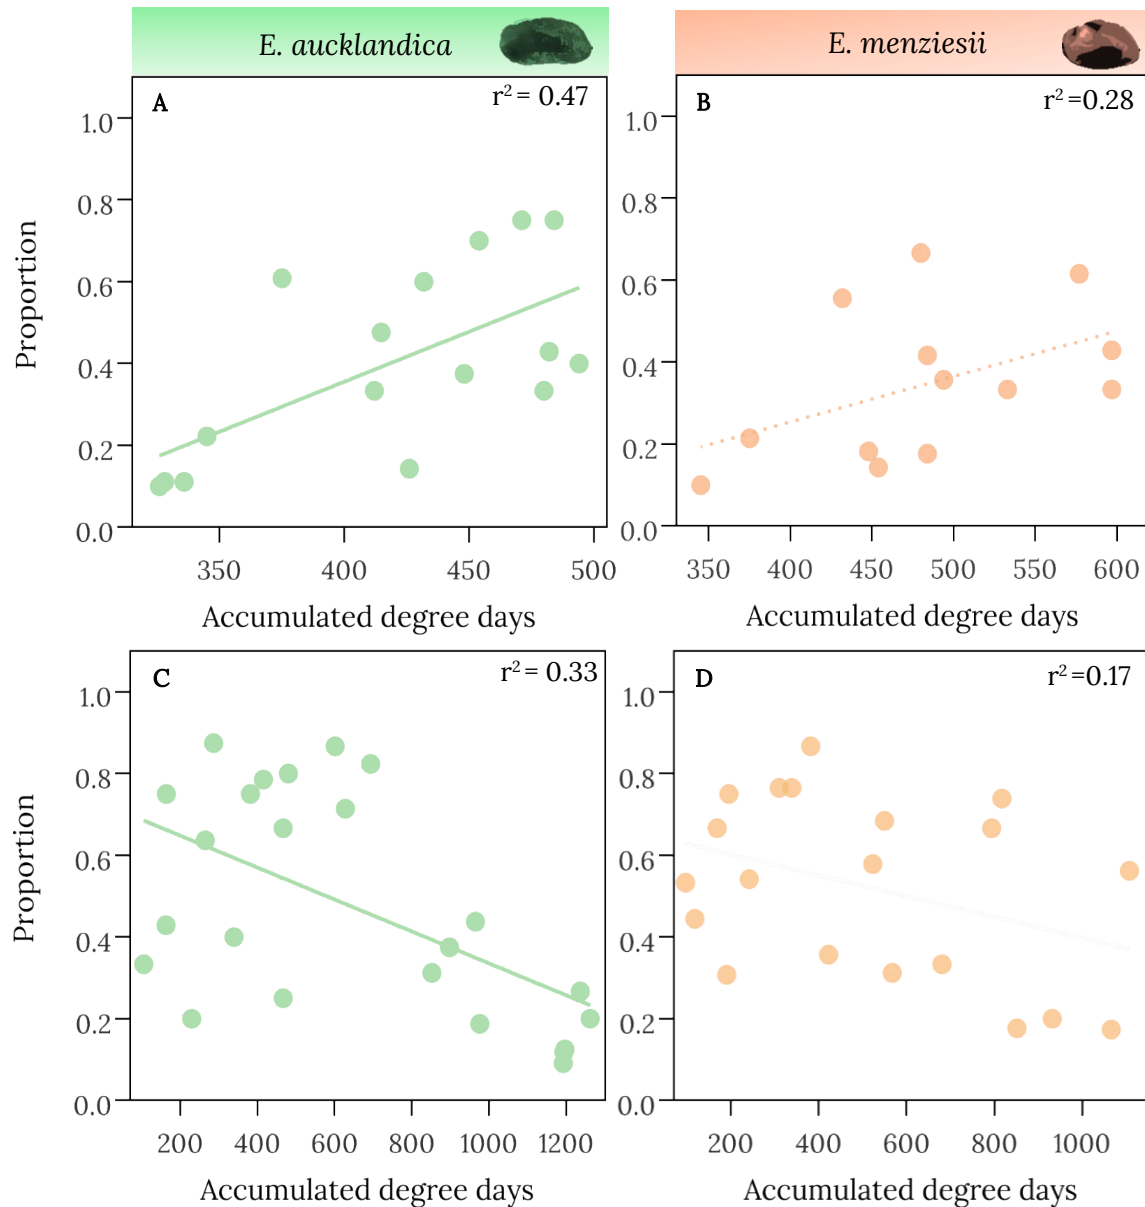 E. aucklandica
E. menziesii
A
r² = 0.47
B
r² =0.28
1.0
0.8
0.6
0.4
0.2
0.0
Proportion
350 400 450 500
Accumulated degree days
1.0
0.8
0.6
0.4
0.2
0.0
350 400 450 500 550 600
Accumulated degree days
C
r² = 0.33
D
r² =0.17
1.0
0.8
0.6
0.4
0.2
0.0
Proportion
200 400 600 800 1000 1200
Accumulated degree days
1.0
0.8
0.6
0.4
0.2
0.0
200 400 600 800 1000
Accumulated degree days